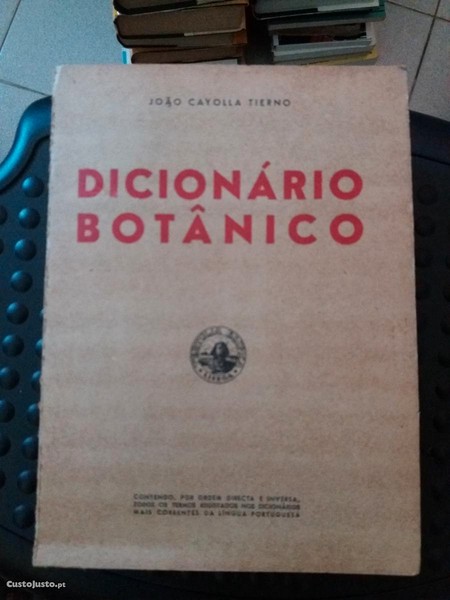 JOÃO CAYOLLA TIERNO
DICIONÁRIO
BOTÂNICO
LISBOA
CONTENDO, POR ORDEM DIRECTA E INVERSA,
TODOS OS TERMOS REGISTADOS NOS DICIONÁRIOS
MAIS CORRENTES DA LÍNGUA PORTUGUESA
CustoJusto.pt